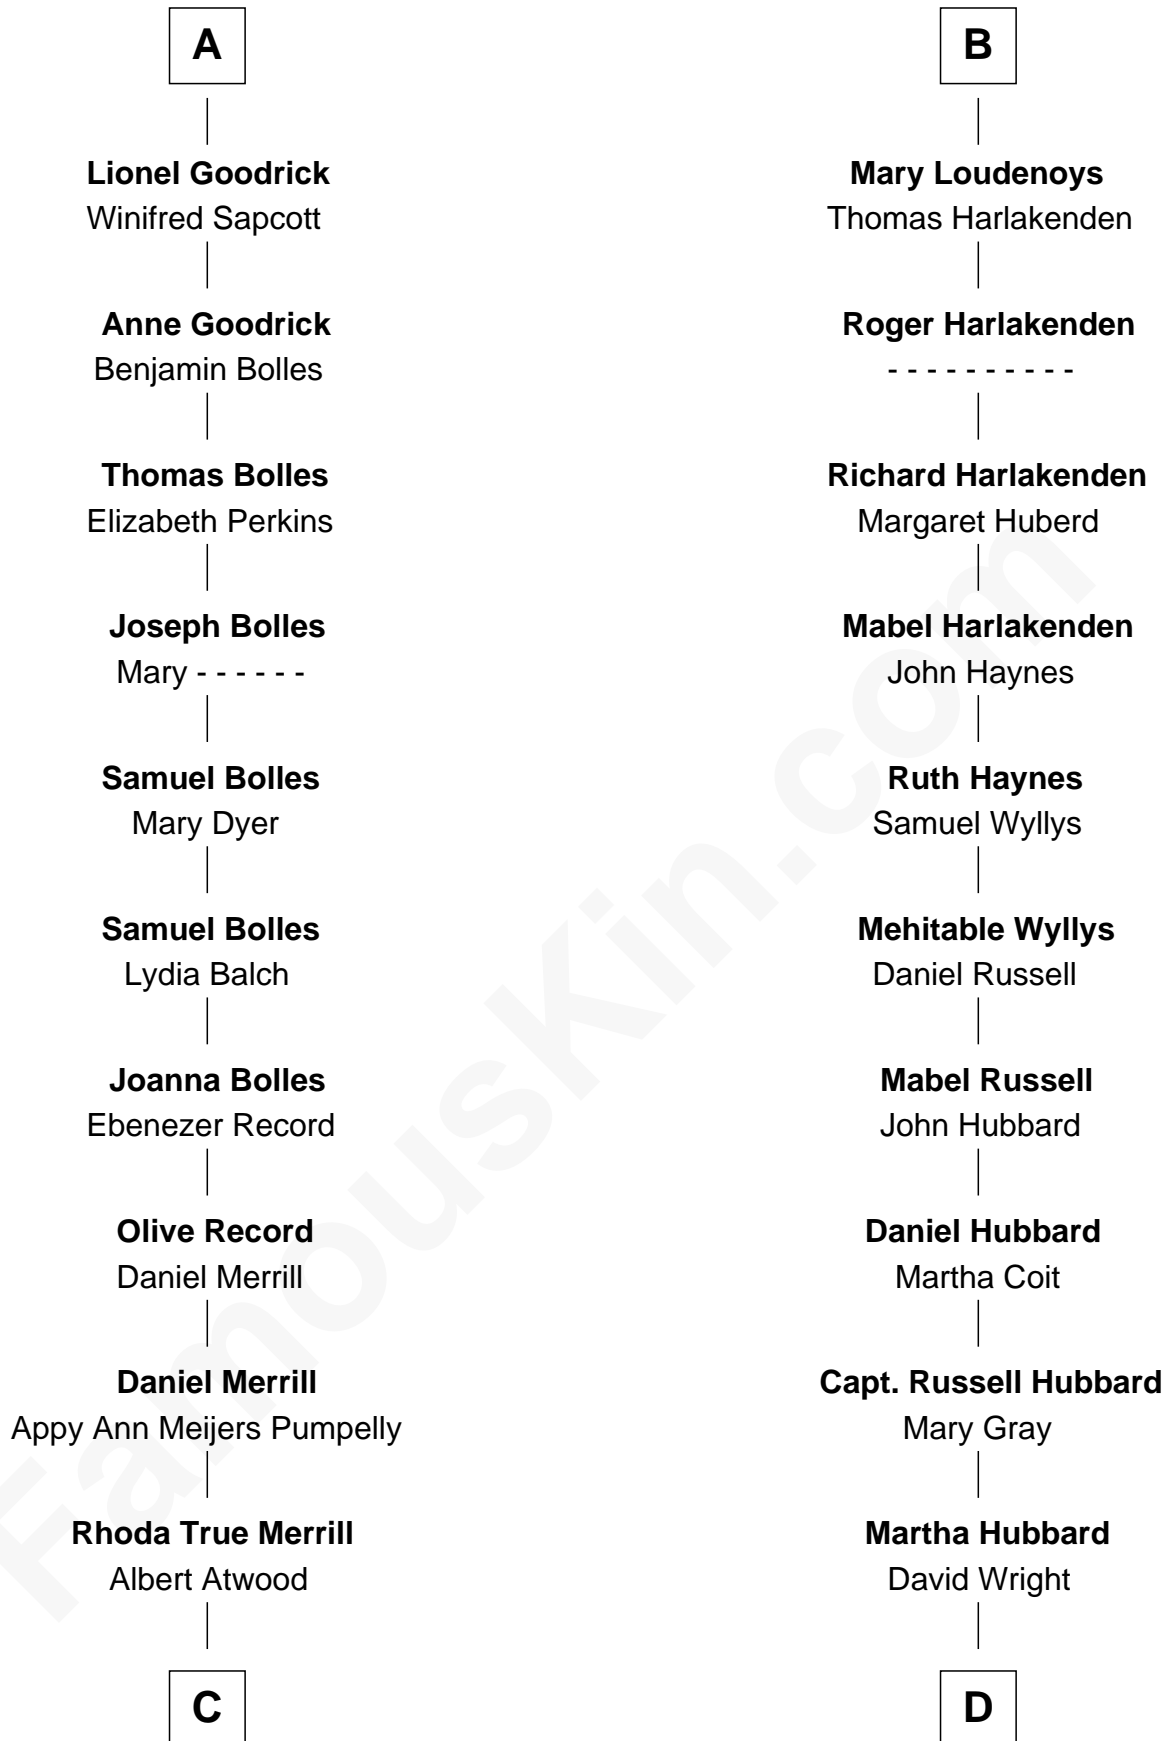 A
Lionel Goodrick
Winifred Sapcott
Anne Goodrick
Benjamin Bolles
Thomas Bolles
Elizabeth Perkins
Joseph Bolles
Mary - - - - - -
Samuel Bolles
Mary Dyer
Samuel Bolles
Lydia Balch
Joanna Bolles
Ebenezer Record
Olive Record
Daniel Merrill
Daniel Merrill
Appy Ann Meijers Pumpelly
Rhoda True Merrill
Albert Atwood
C
B
Mary Loudenoys
Thomas Harlakenden
Roger Harlakenden
- - - - - - - - - -
Richard Harlakenden
Margaret Huberd
Mabel Harlakenden
John Haynes
Ruth Haynes
Samuel Wyllys
Mehitable Wyllys
Daniel Russell
Mabel Russell
John Hubbard
Daniel Hubbard
Martha Coit
Capt. Russell Hubbard
Mary Gray
Martha Hubbard
David Wright
D
FamousKin.com